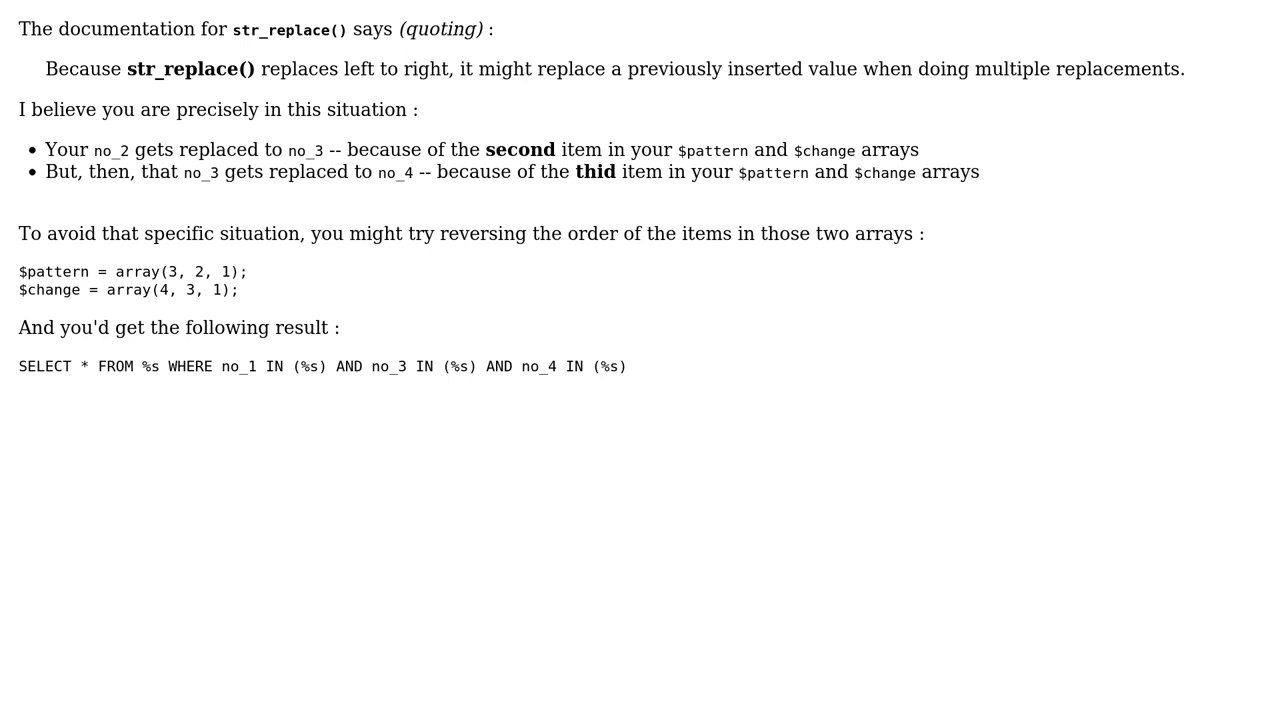 The documentation for str_replace() says (quoting) :
Because str_replace() replaces left to right, it might replace a previously inserted value when doing multiple replacements.
I believe you are precisely in this situation :
• Your no_2 gets replaced to no_3 -- because of the second item in your $pattern and $change arrays
• But, then, that no_3 gets replaced to no_4 -- because of the thid item in your $pattern and $change arrays
To avoid that specific situation, you might try reversing the order of the items in those two arrays :
$pattern = array(3, 2, 1);
$change = array(4, 3, 1);
And you'd get the following result :
SELECT * FROM %s WHERE no_1 IN (%s) AND no_3 IN (%s) AND no_4 IN (%s)